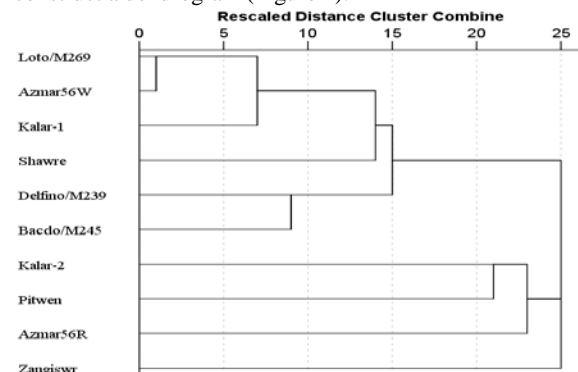 Rescaled Distance Cluster Combine
0 5 10 15 20 25
Loto/M269
Azmar56W
Kalar-1
Shawre
Delfino/M239
Bacdo/M245
Kalar-2
Pitwen
Azmar56R
Zangiswr